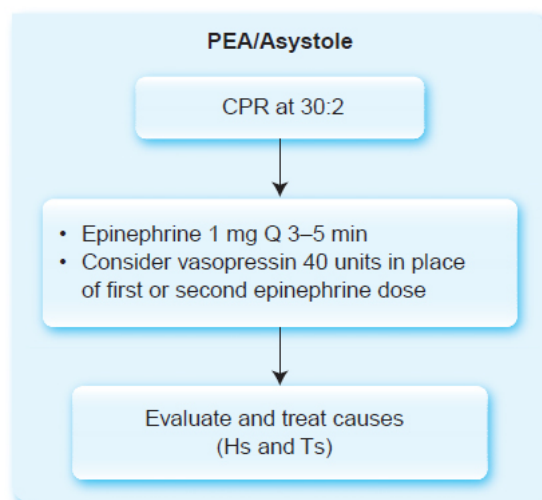 PEA/Asystole
CPR at 30:2
• Epinephrine 1 mg Q 3–5 min
• Consider vasopressin 40 units in place
of first or second epinephrine dose
Evaluate and treat causes
(Hs and Ts)